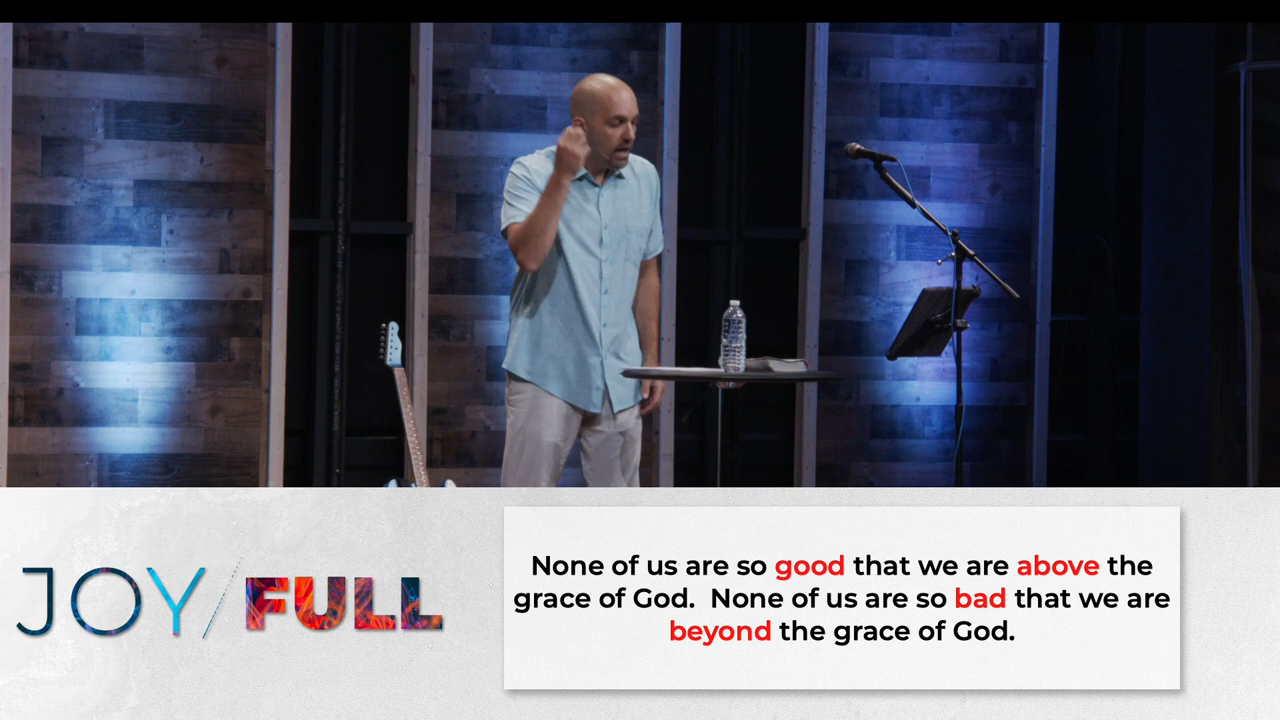 JOY/FULL
None of us are so good that we are above the
grace of God.  None of us are so bad that we are
beyond the grace of God.